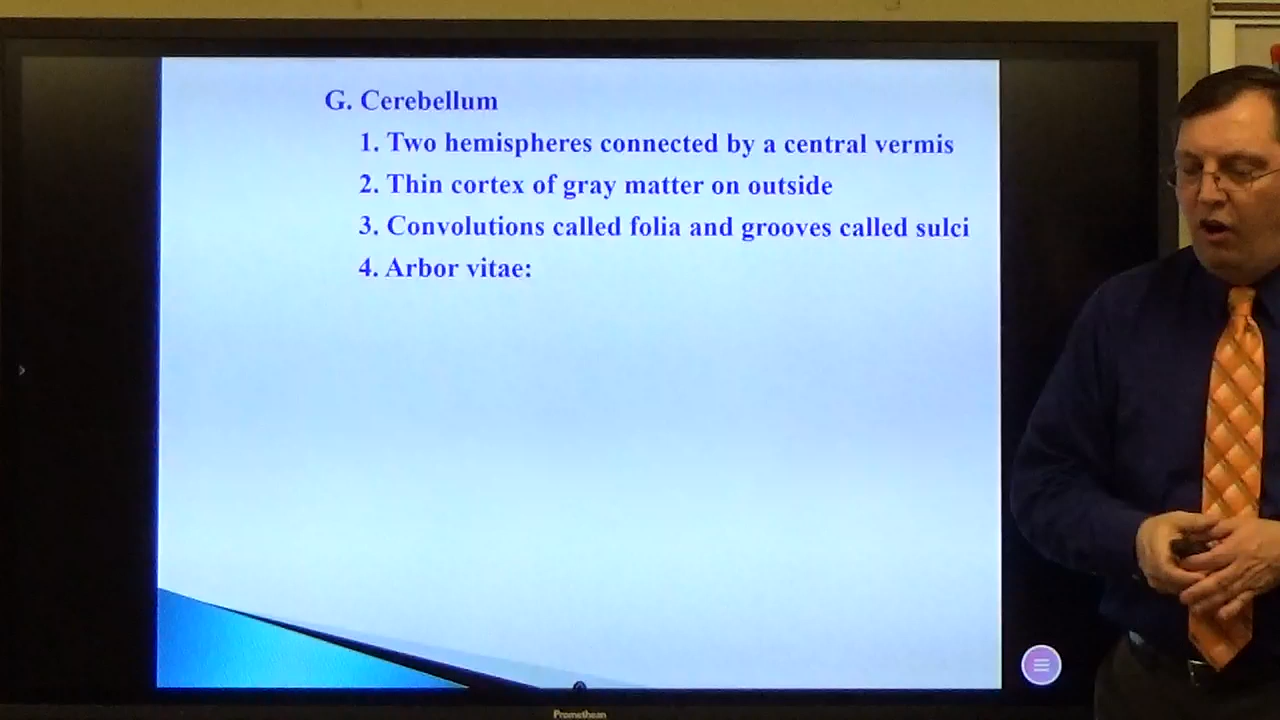 G. Cerebellum
1. Two hemispheres connected by a central vermis
2. Thin cortex of gray matter on outside
3. Convolutions called folia and grooves called sulci
4. Arbor vitae:
Promethean